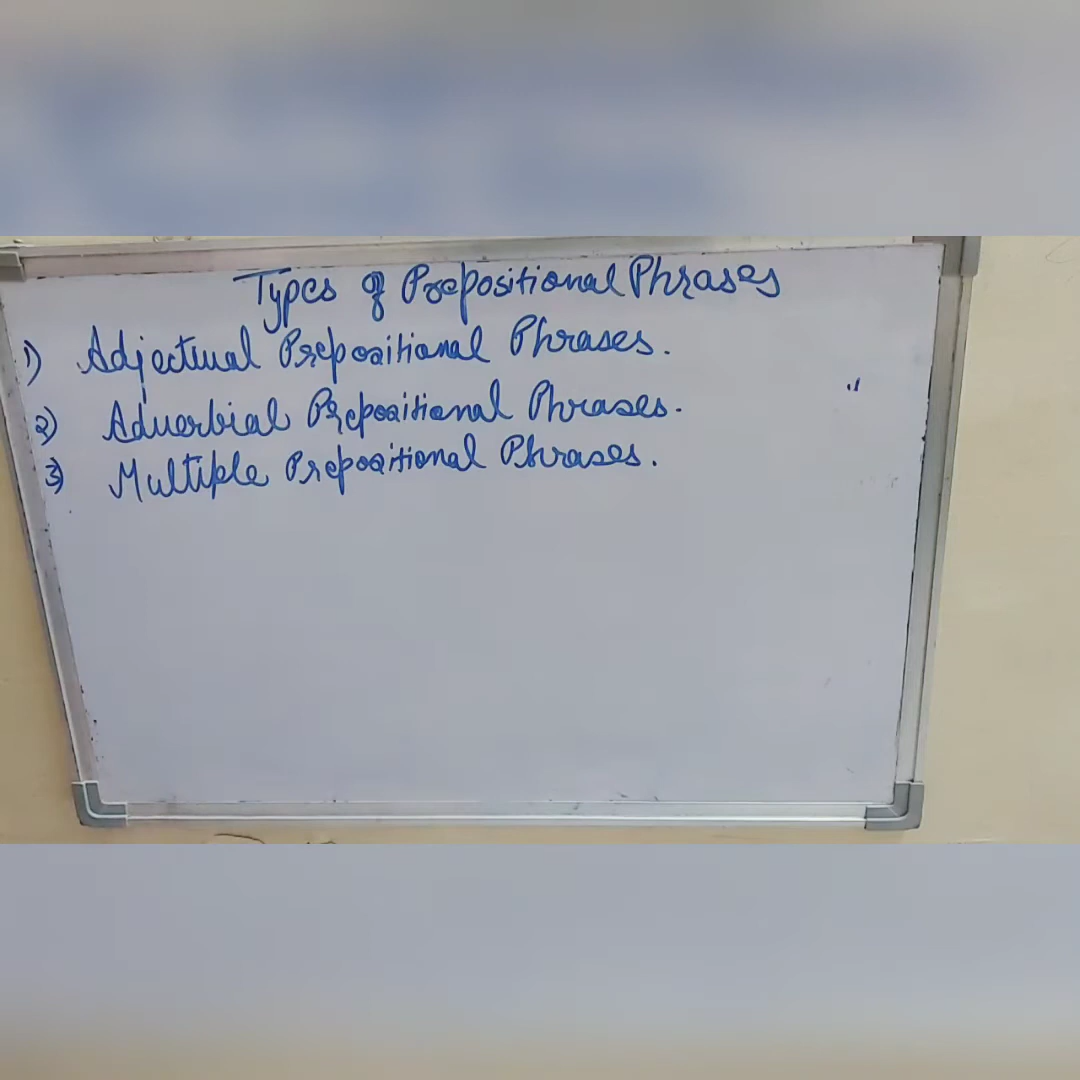 Types of Prepositional Phrases
1) Adjectival Prepositional Phrases.
2) Adverbial Prepositional Phrases.
3) Multiple Prepositional Phrases.